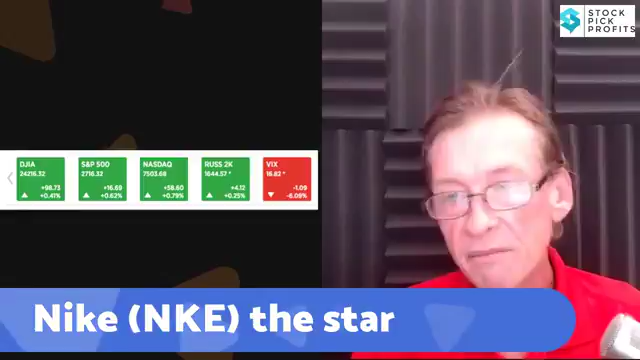 STOCK
PICK
PROFITS
DJIA
24216.32
+98.73
+0.41%
S&P 500
2716.32
+16.69
+0.62%
NASDAQ
7503.68
+58.60
+0.79%
RUSS 2K
1644.57 *
+4.12
+0.25%
VIX
16.82 *
-1.09
-6.09%
Nike (NKE) the star